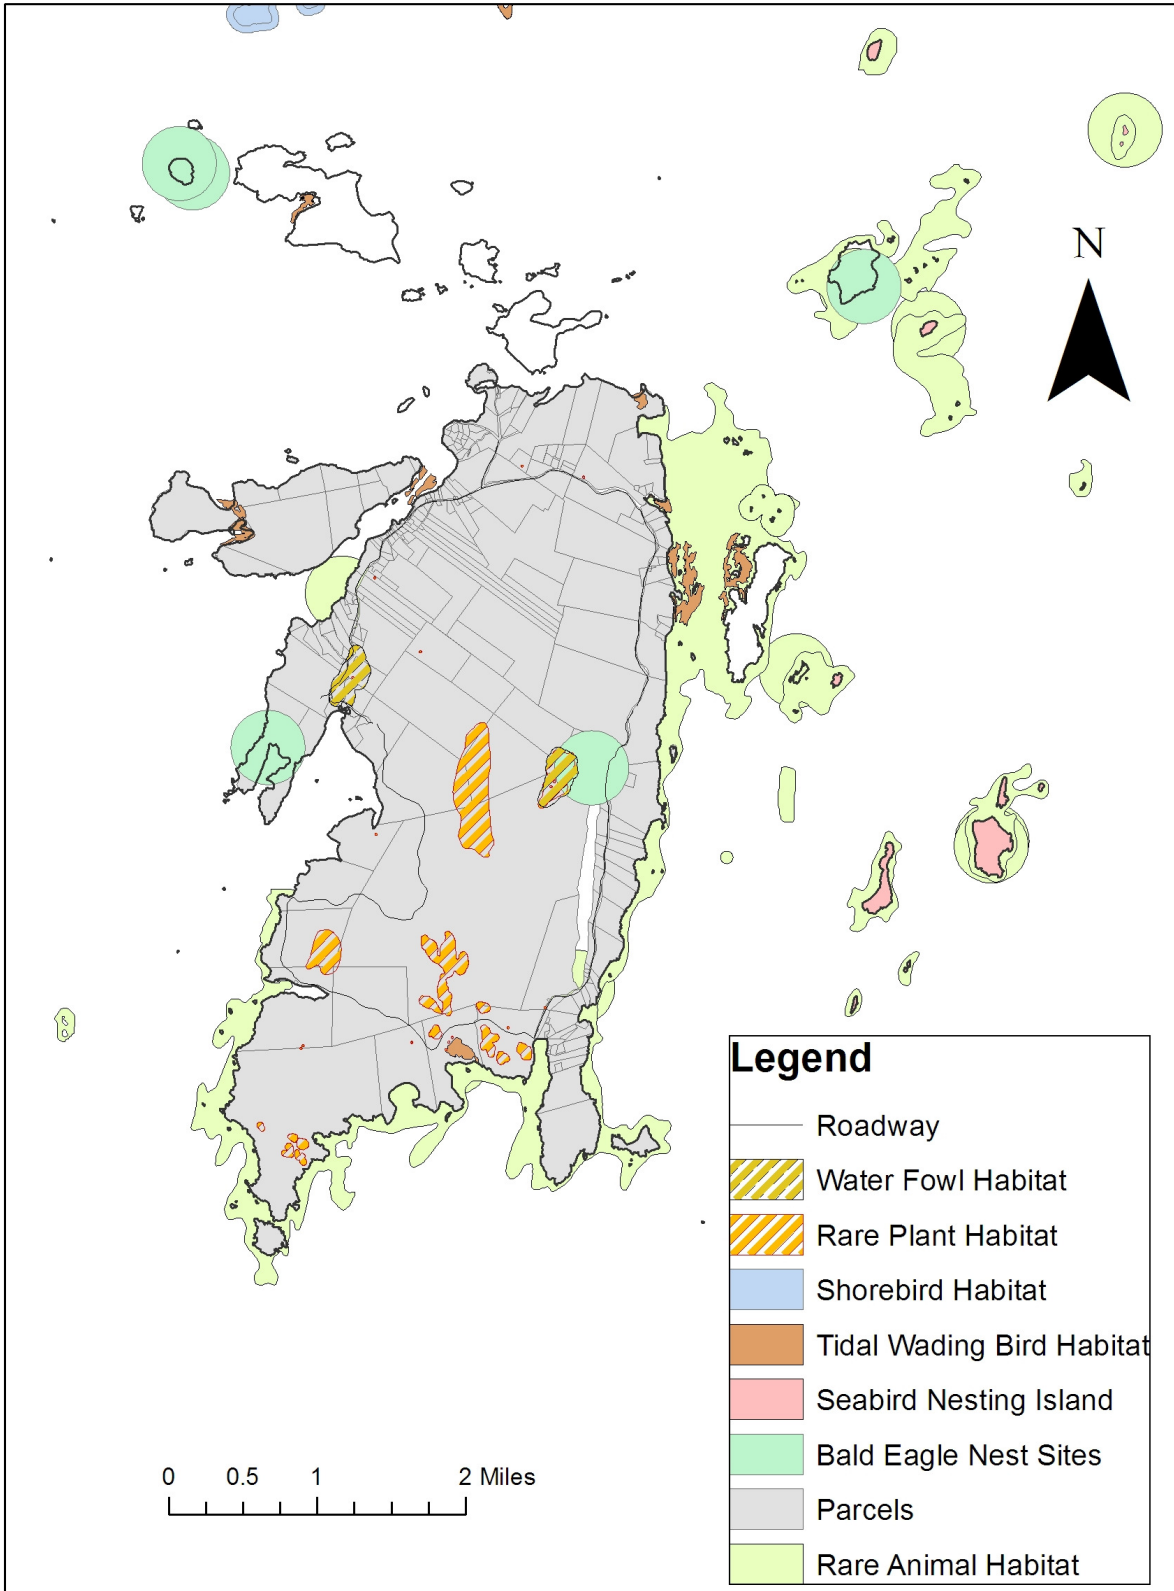 N
Legend
Roadway
Water Fowl Habitat
Rare Plant Habitat
Shorebird Habitat
Tidal Wading Bird Habitat
Seabird Nesting Island
Bald Eagle Nest Sites
Parcels
Rare Animal Habitat
0 0.5 1 2 Miles